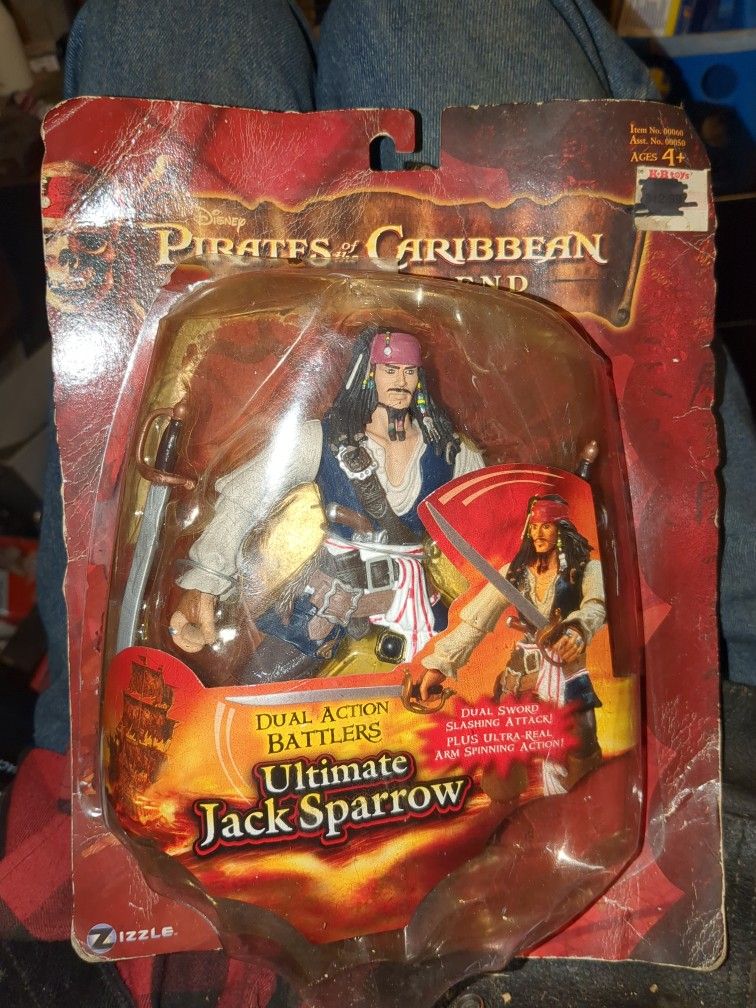 Item No. 00060
Asst. No. 00050
AGES 4+
K·B toys
DISNEY
PIRATES of the CARIBBEAN
END
DUAL ACTION
BATTLERS
DUAL SWORD
SLASHING ATTACK!
PLUS ULTRA-REAL
ARM SPINNING ACTION!
Ultimate
Jack Sparrow
ZIZZLE